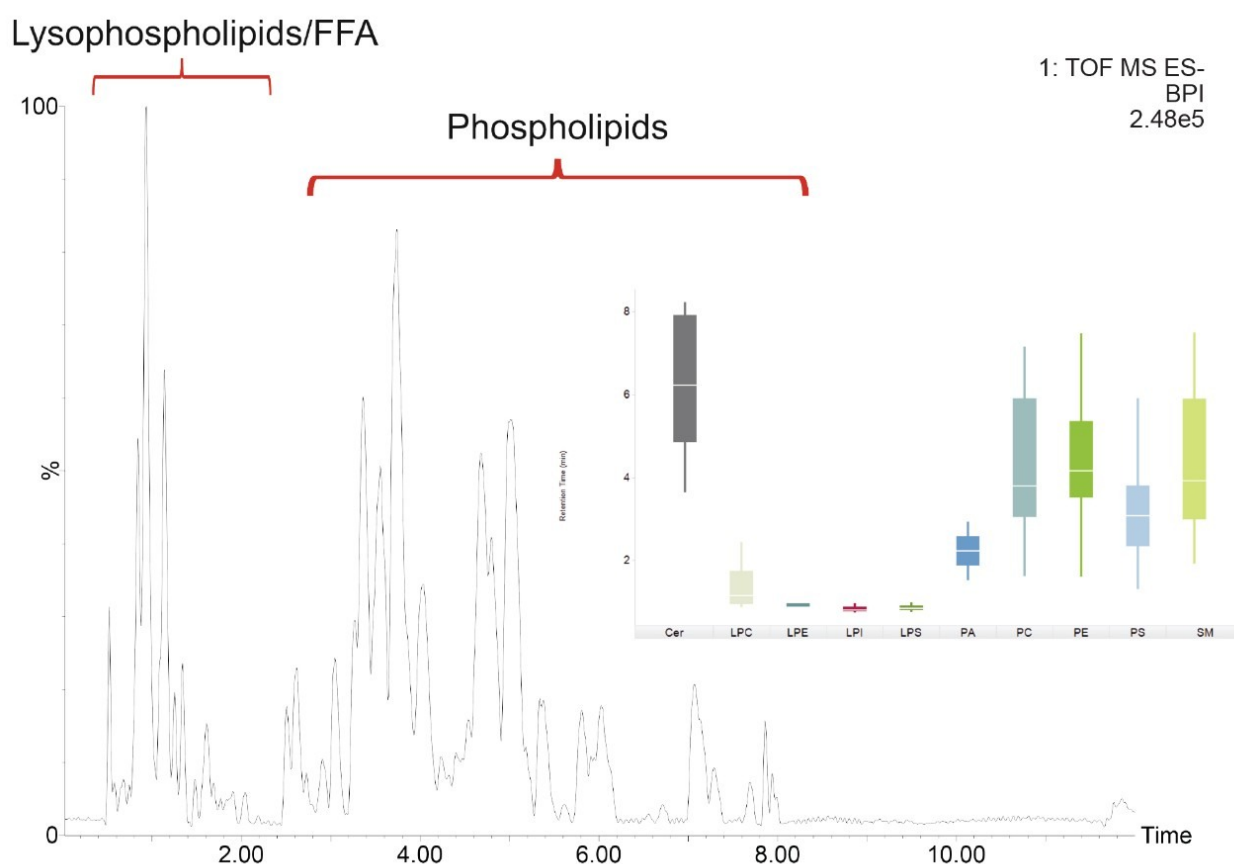 Lysophospholipids/FFA
1: TOF MS ES-
BPI
2.48e5
100
Phospholipids
%
0
2.00
4.00
6.00
8.00
10.00
Time
8
6
4
2
Retention Time (min)
Cer
LPC
LPE
LPI
LPS
PA
PC
PE
PS
SM